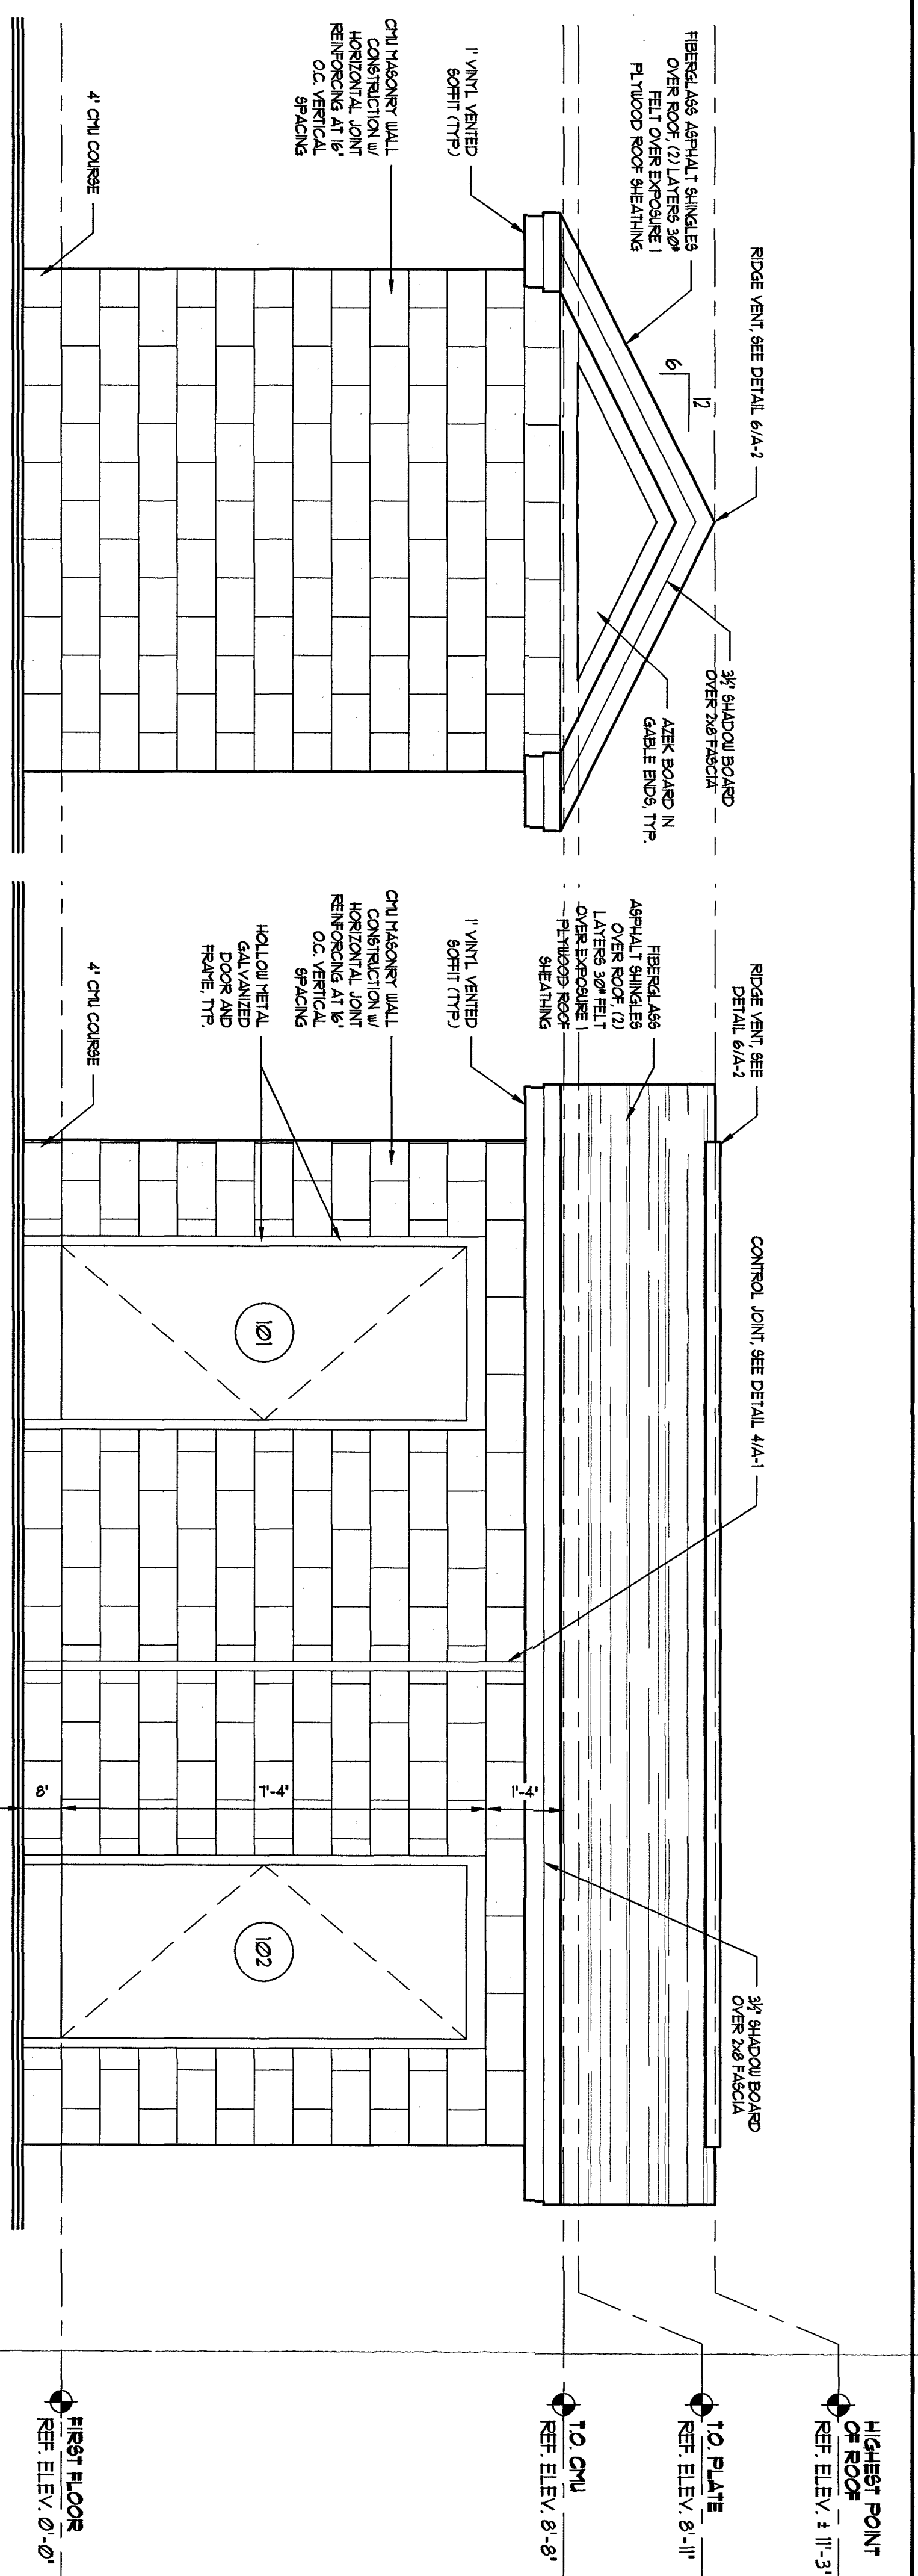 RIDGE VENT, SEE DETAIL 6/A-2
FIBERGLASS ASPHALT SHINGLES
OVER ROOF, (2) LAYERS 30#
FELT OVER EXPOSURE 1
PLYWOOD ROOF SHEATHING
12
6
3½" SHADOW BOARD
OVER 2x8 FASCIA
AZEK BOARD IN
GABLE ENDS, TYP.
1" VINYL VENTED
SOFFIT (TYP.)
CMU MASONRY WALL
CONSTRUCTION w/
HORIZONTAL JOINT
REINFORCING AT 16"
O.C. VERTICAL
SPACING
4" CMU COURSE
RIDGE VENT, SEE
DETAIL 6/A-2
CONTROL JOINT, SEE DETAIL 4/A-1
3½" SHADOW BOARD
OVER 2x8 FASCIA
FIBERGLASS
ASPHALT SHINGLES
OVER ROOF, (2)
LAYERS 30# FELT
OVER EXPOSURE 1
PLYWOOD ROOF
SHEATHING
1" VINYL VENTED
SOFFIT (TYP.)
CMU MASONRY WALL
CONSTRUCTION w/
HORIZONTAL JOINT
REINFORCING AT 16"
O.C. VERTICAL
SPACING
HOLLOW METAL
GALVANIZED
DOOR AND
FRAME, TYP.
4" CMU COURSE
101
102
1'-4"
7'-4"
8"
HIGHEST POINT
OF ROOF
REF. ELEV. ± 11'-3"
T.O. PLATE
REF. ELEV. 8'-11"
T.O. CMU
REF. ELEV. 8'-8"
FIRST FLOOR
REF. ELEV. 0'-0"